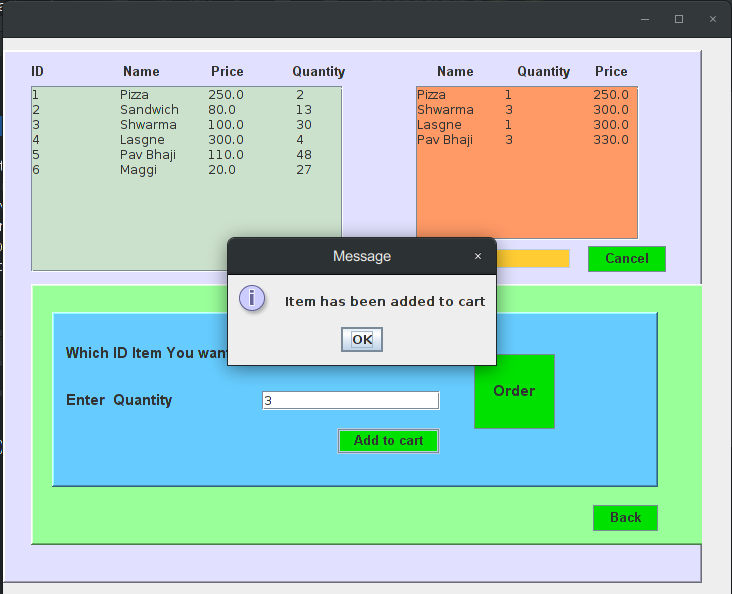 ID Name Price Quantity
1 Pizza 250.0 2
2 Sandwich 80.0 13
3 Shwarma 100.0 30
4 Lasgne 300.0 4
5 Pav Bhaji 110.0 48
6 Maggi 20.0 27
Name Quantity Price
Pizza 1 250.0
Shwarma 3 300.0
Lasgne 1 300.0
Pav Bhaji 3 330.0
Cancel
Message
Item has been added to cart
OK
Which ID Item You want
Enter Quantity 3
Order
Add to cart
Back